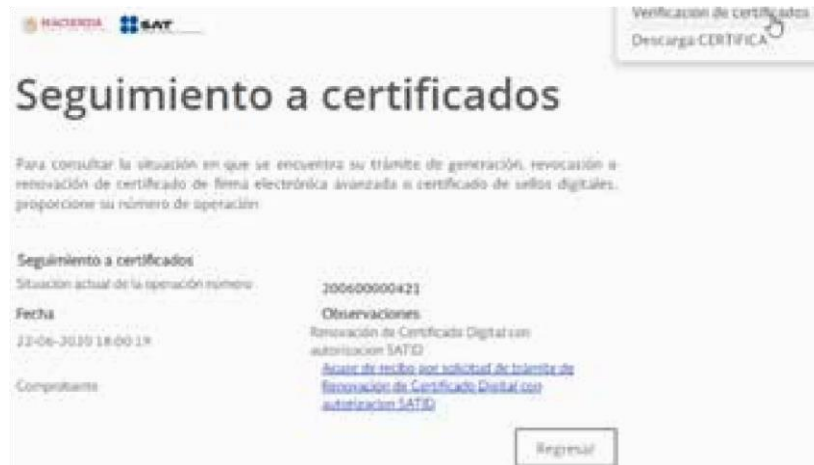 HACIENDA SAT
Verificación de certificados
Descarga CERTIFICA
Seguimiento a certificados
Para consultar la situación en que se encuentra su trámite de generación, revocación o
renovación de certificado de firma electrónica avanzada o certificado de sellos digitales,
proporcione su número de operación
Seguimiento a certificados
Situación actual de la operación número 200600000421
Fecha Observaciones
22-06-2020 18:00:19 Renovación de Certificado Digital con
autorizacion SATID
Comprobante Acuse de recibo por solicitud de trámite de
Renovación de Certificado Digital con
autorizacion SATID
Regresar